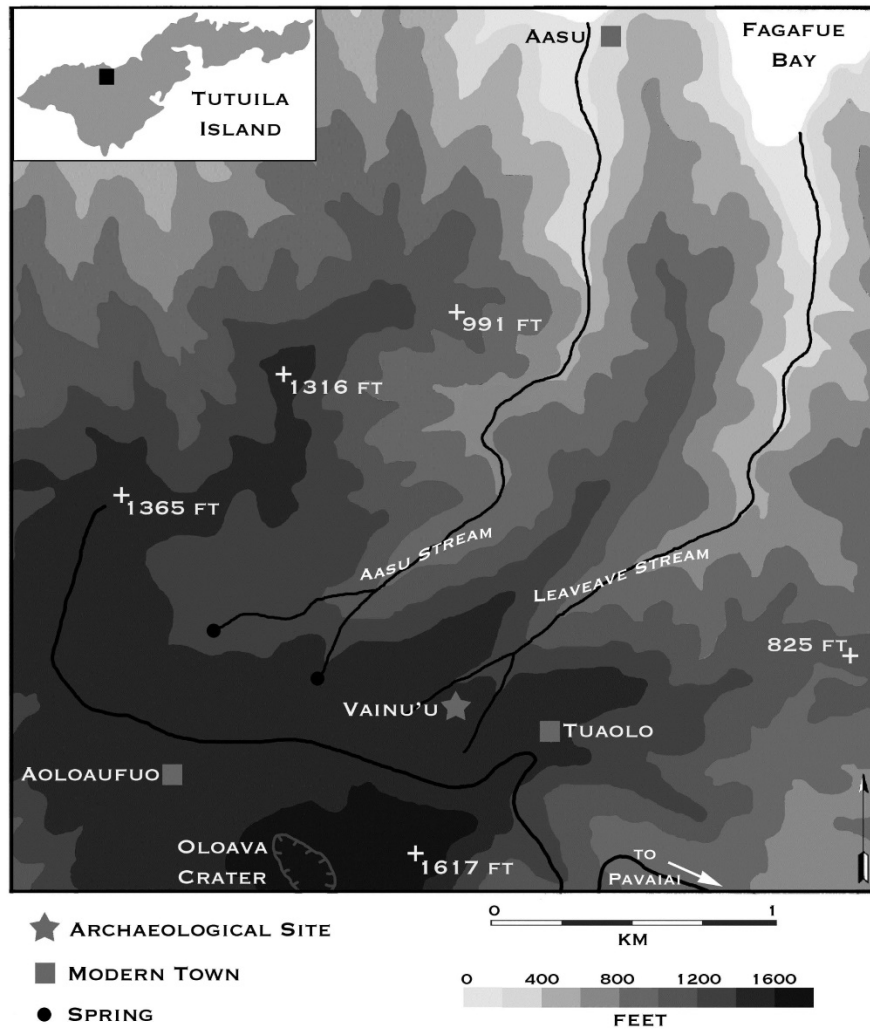 TUTUILA
ISLAND
AASU
FAGAFUE
BAY
991 FT
1316 FT
1365 FT
AASU STREAM
LEAVEAVE STREAM
825 FT
VAINU'U
TUAOLO
AOLOAUFUO
OLOAVA
CRATER
1617 FT
TO
PAVAIAI
ARCHAEOLOGICAL SITE
MODERN TOWN
SPRING
0 1
KM
0 400 800 1200 1600
FEET